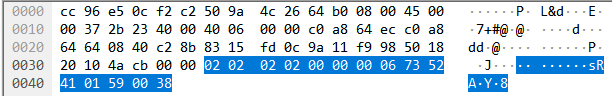 0000 cc 96 e5 0c f2 c2 50 9a 4c 26 64 b0 08 00 45 00 ······P· L&d···E·
0010 00 37 2b 23 40 00 40 06 00 00 c0 a8 64 ec c0 a8 ·7+#@·@· ····d···
0020 64 64 08 40 c2 8b 83 15 fd 0c 9a 11 f9 98 50 18 dd·@···· ······P·
0030 20 10 4a cb 00 00 02 02 02 02 00 00 00 06 73 52 ·J····· ······sR
0040 41 01 59 00 38 A·Y·8